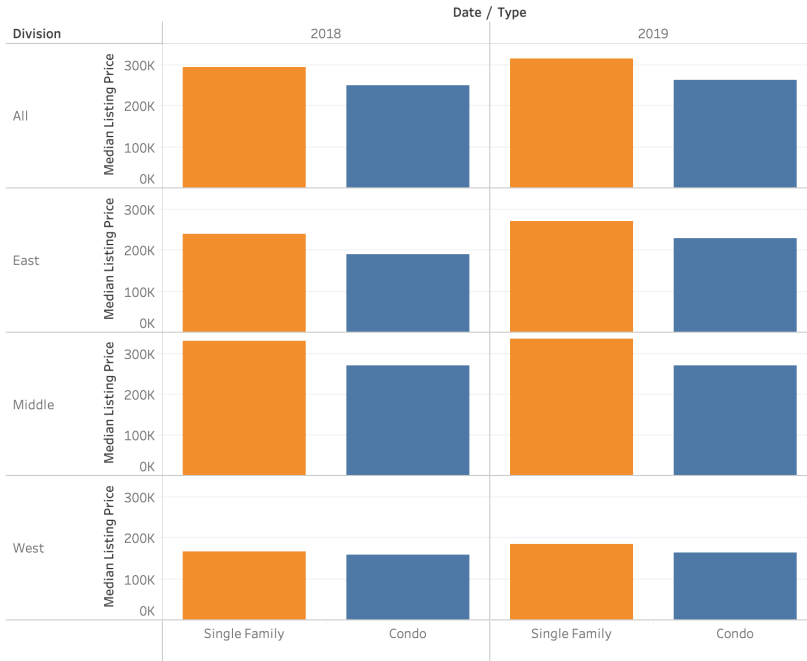 Date / Type
Division
2018
2019
All
Median Listing Price
300K
200K
100K
0K
East
Median Listing Price
300K
200K
100K
0K
Middle
Median Listing Price
300K
200K
100K
0K
West
Median Listing Price
300K
200K
100K
0K
Single Family
Condo
Single Family
Condo